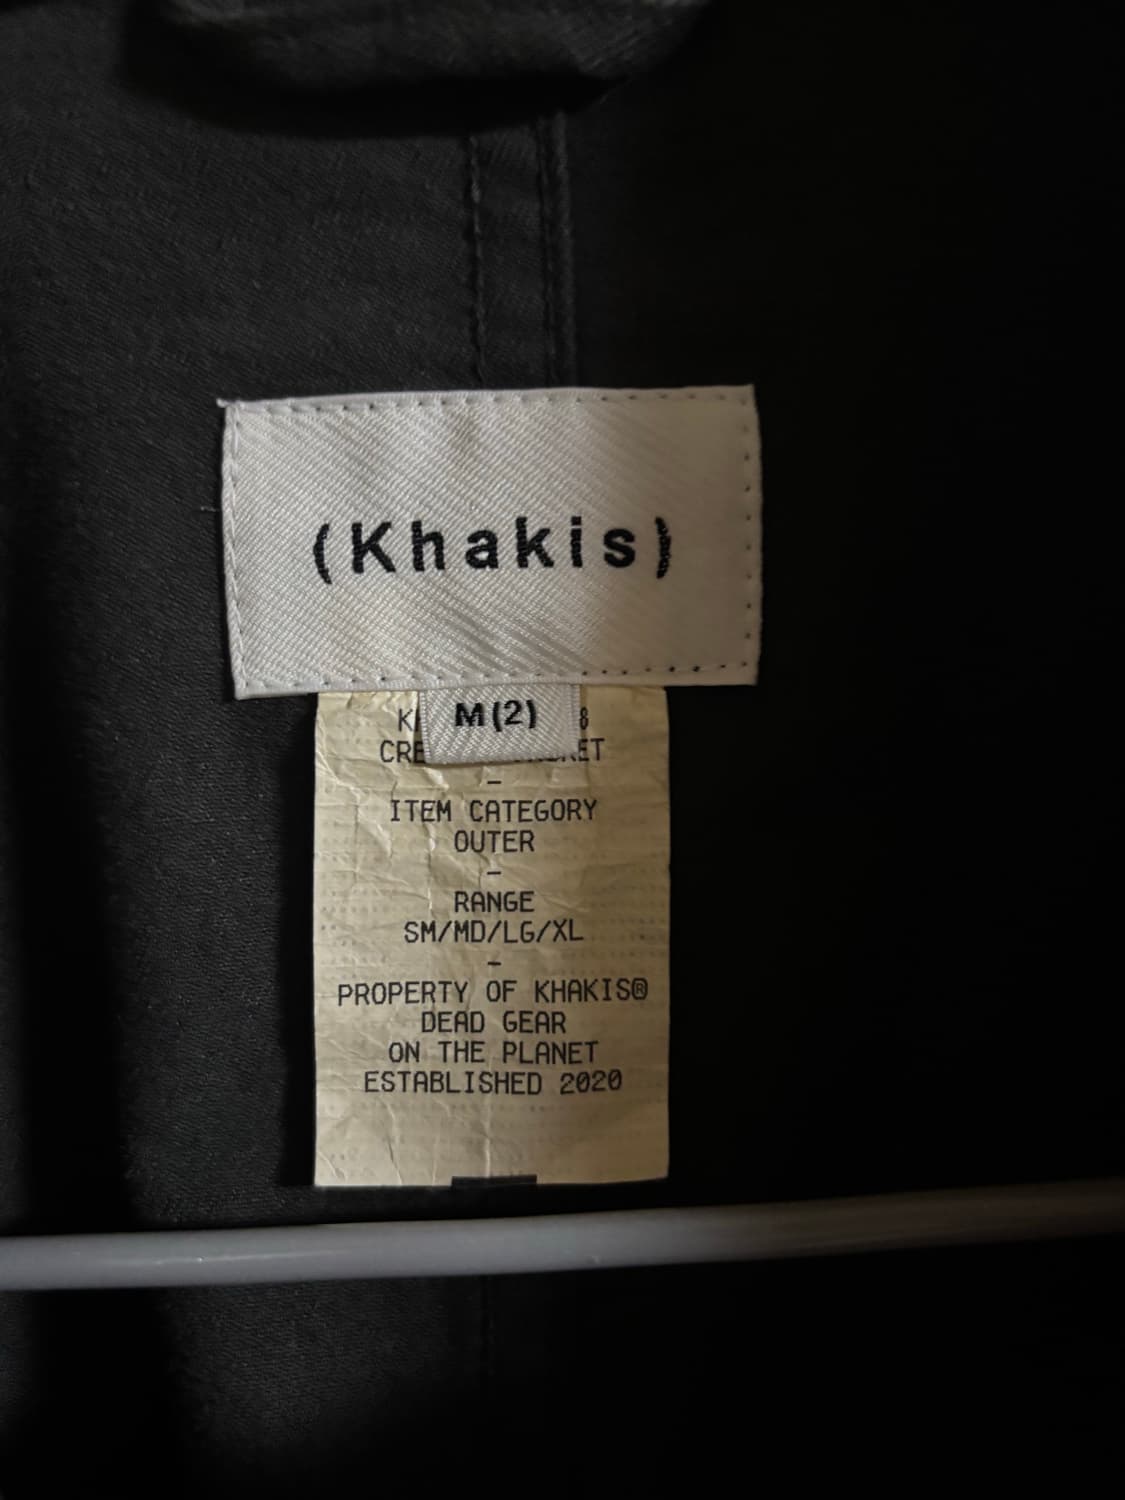 (Khakis)
M(2)
ITEM CATEGORY
OUTER
-
RANGE
SM/MD/LG/XL
-
PROPERTY OF KHAKIS®
DEAD GEAR
ON THE PLANET
ESTABLISHED 2020